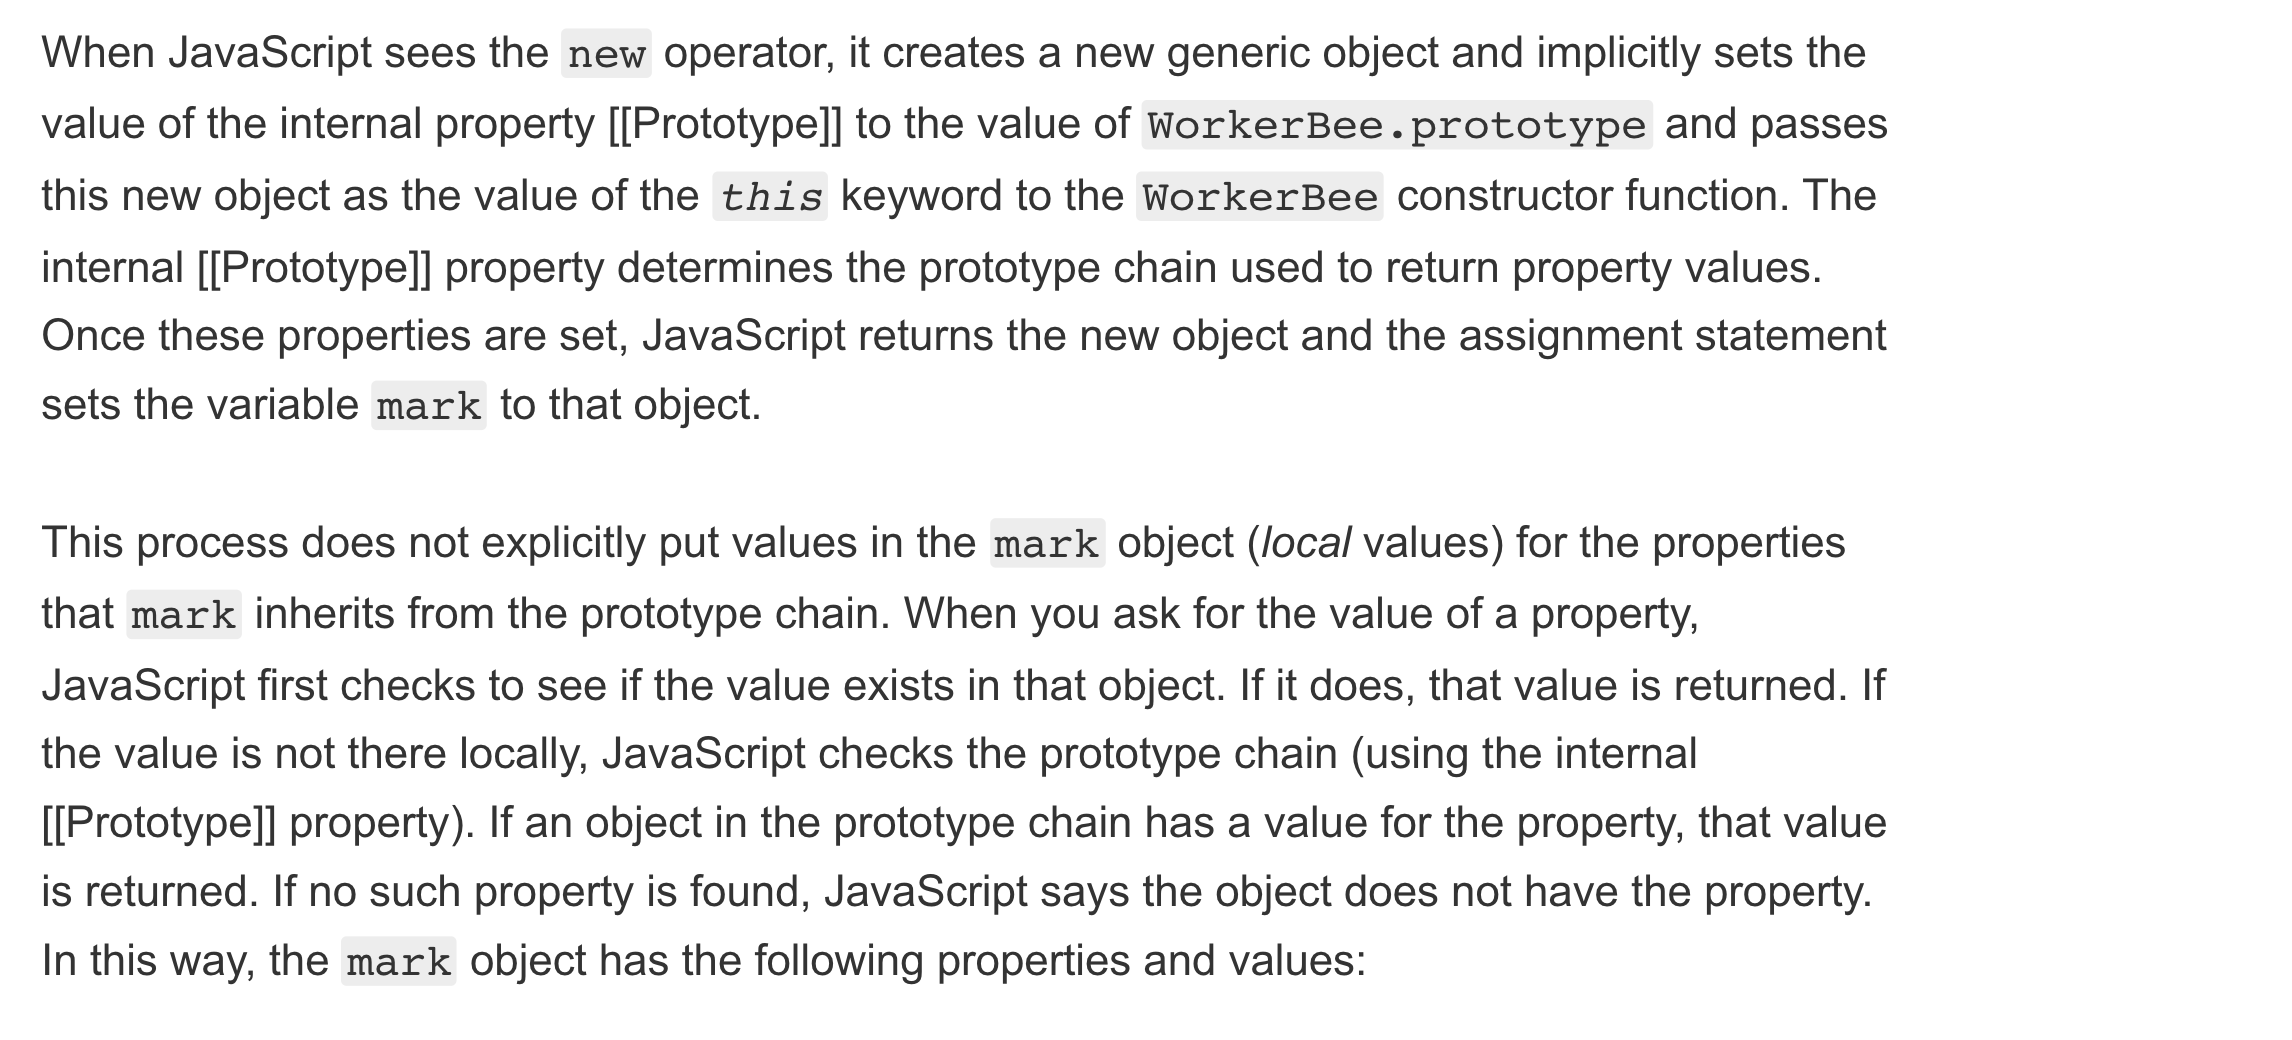 When JavaScript sees the new operator, it creates a new generic object and implicitly sets the
value of the internal property [[Prototype]] to the value of WorkerBee.prototype and passes
this new object as the value of the this keyword to the WorkerBee constructor function. The
internal [[Prototype]] property determines the prototype chain used to return property values.
Once these properties are set, JavaScript returns the new object and the assignment statement
sets the variable mark to that object.
This process does not explicitly put values in the mark object (local values) for the properties
that mark inherits from the prototype chain. When you ask for the value of a property,
JavaScript first checks to see if the value exists in that object. If it does, that value is returned. If
the value is not there locally, JavaScript checks the prototype chain (using the internal
[[Prototype]] property). If an object in the prototype chain has a value for the property, that value
is returned. If no such property is found, JavaScript says the object does not have the property.
In this way, the mark object has the following properties and values: